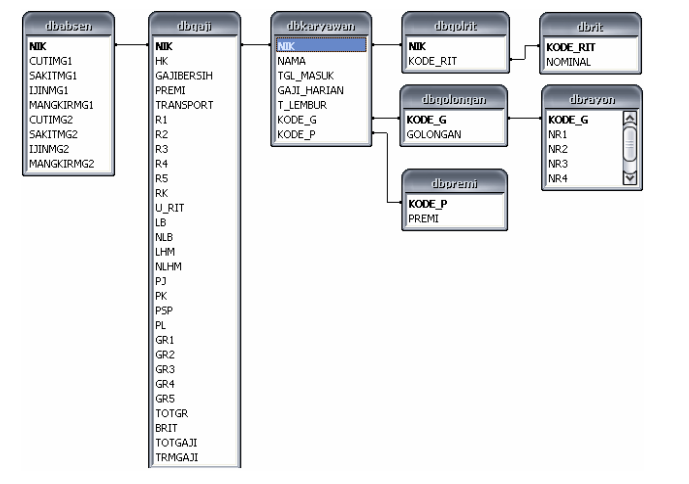 dbabsen
NIK
CUTIMG1
SAKITMG1
IJINMG1
MANGKIRMG1
CUTIMG2
SAKITMG2
IJINMG2
MANGKIRMG2
dbgaji
NIK
HK
GAJIBERSIH
PREMI
TRANSPORT
R1
R2
R3
R4
R5
RK
U_RIT
LB
NLB
LHM
NLHM
PJ
PK
PSP
PL
GR1
GR2
GR3
GR4
GR5
TOTGR
BRIT
TOTGAJI
TRMGAJI
dbkaryawan
NIK
NAMA
TGL_MASUK
GAJI_HARIAN
T_LEMBUR
KODE_G
KODE_P
dbgolrit
NIK
KODE_RIT
dbrit
KODE_RIT
NOMINAL
dbgolongan
KODE_G
GOLONGAN
dbrayon
KODE_G
NR1
NR2
NR3
NR4
dbpremi
KODE_P
PREMI